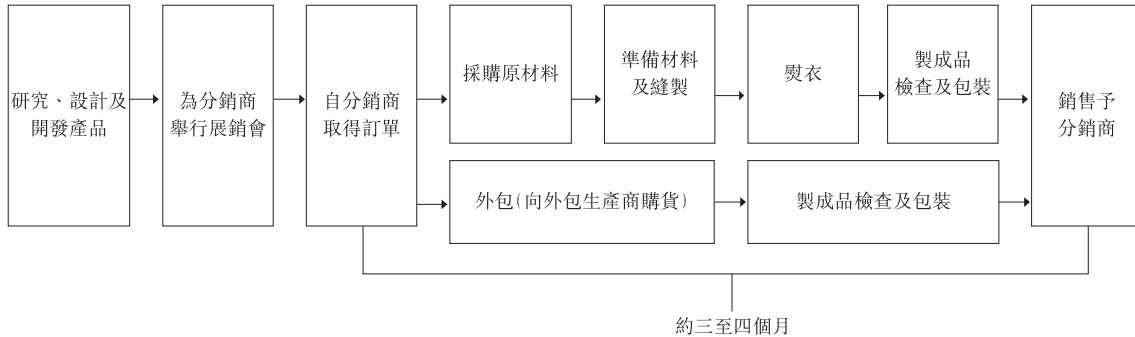 研究、設計及
開發產品
為分銷商
舉行展銷會
自分銷商
取得訂單
採購原材料
準備材料
及縫製
熨衣
製成品
檢查及包裝
外包(向外包生產商購貨)
製成品檢查及包裝
銷售予
分銷商
約三至四個月